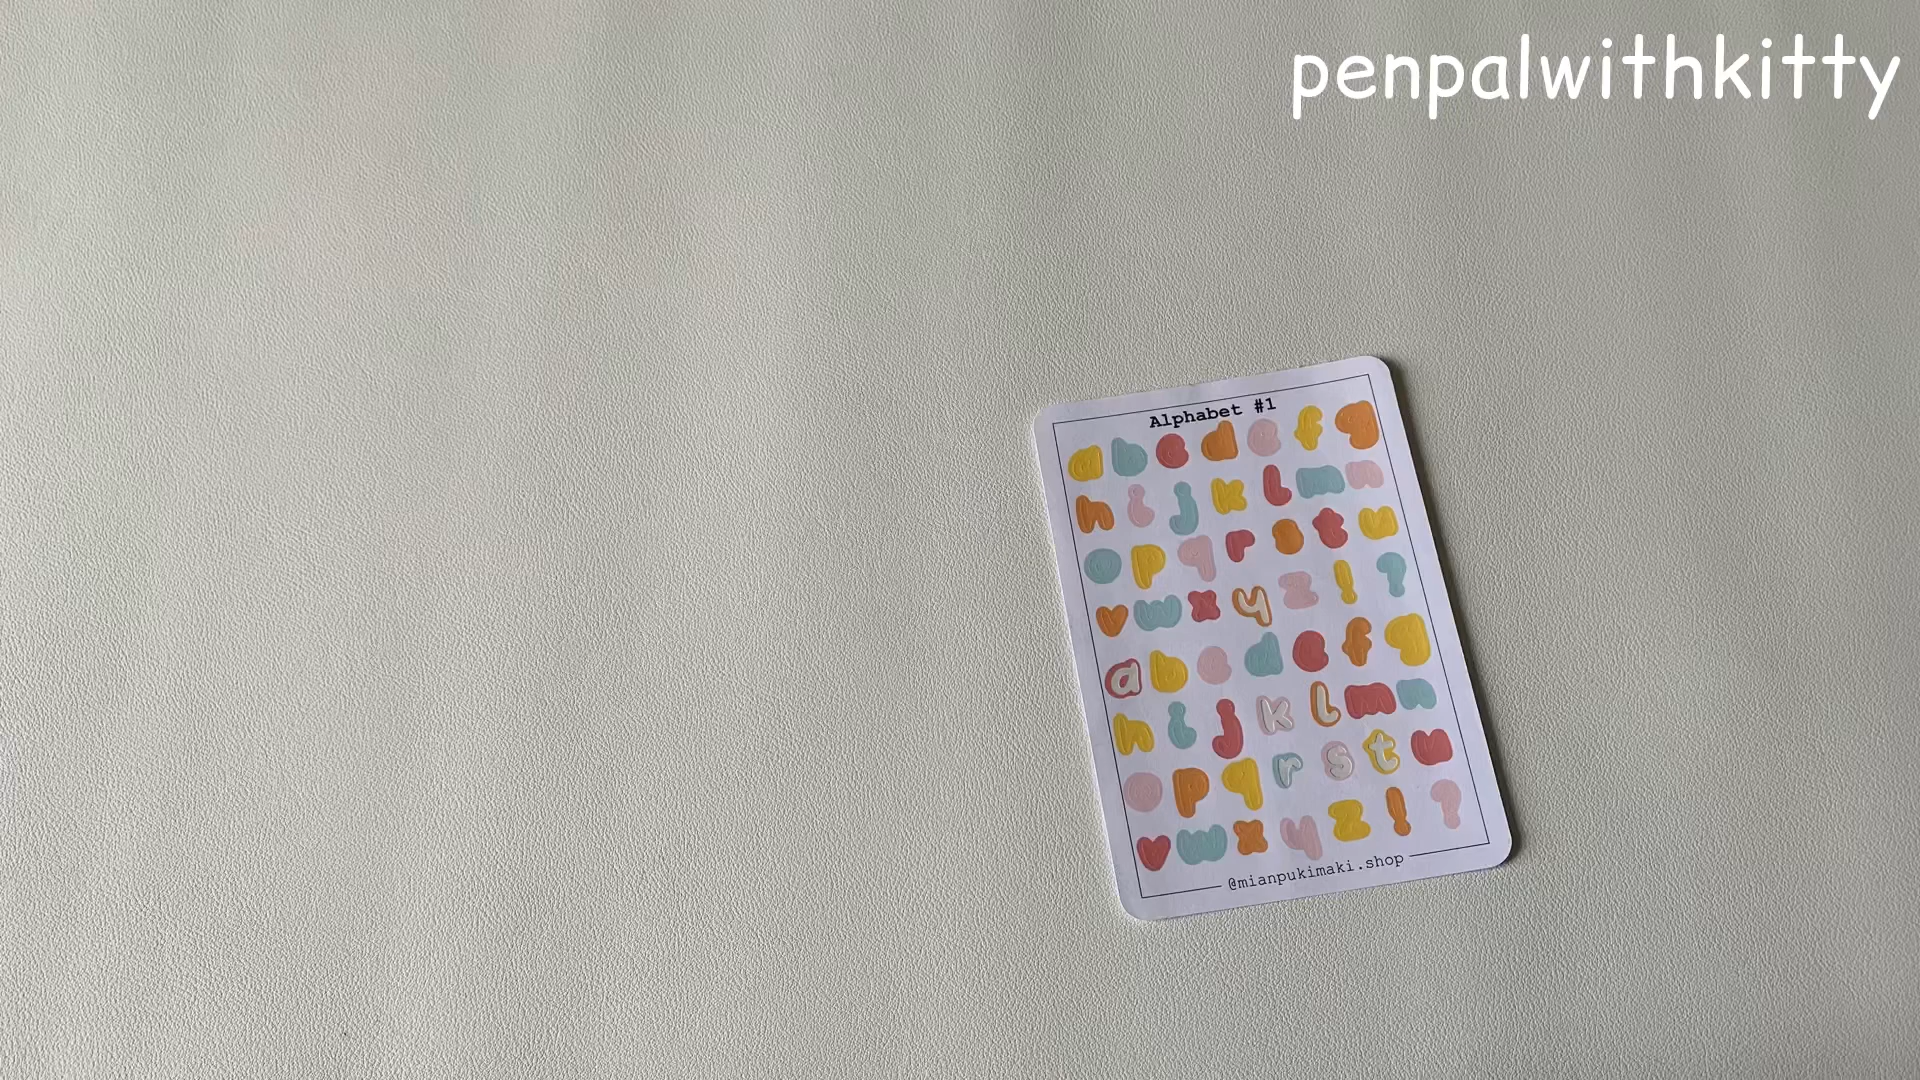 penpalwithkitty
Alphabet #1
a b c d e f g
h i j k l m n
o p q r s t u
v w x y z ! ?
a b c d e f g
h i j k l m n
o p q r s t u
v w x y z ! ?
@mianpukimaki.shop